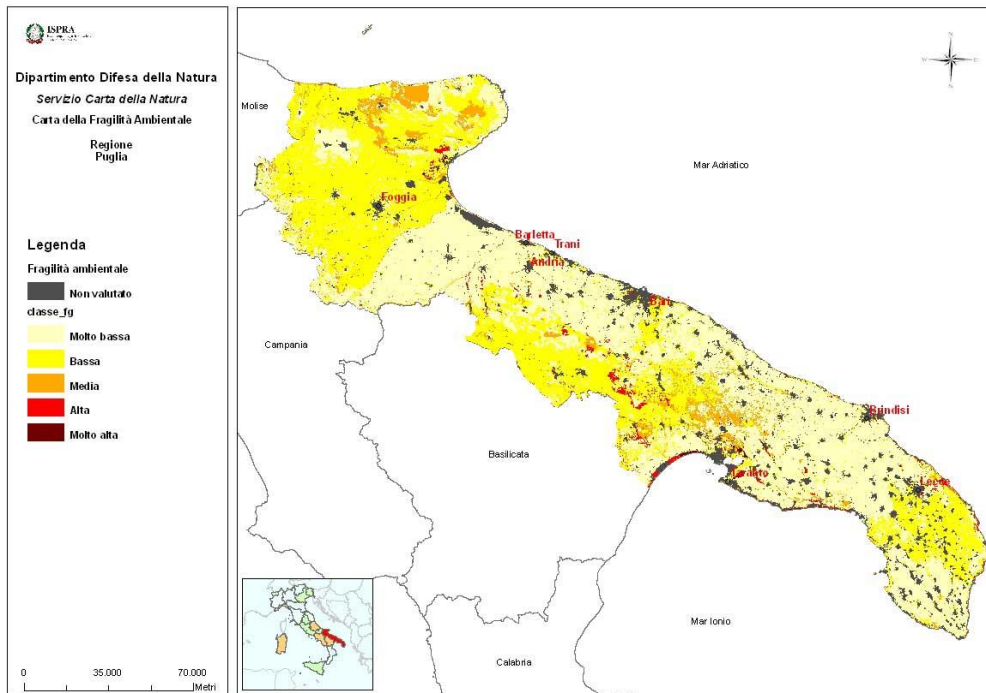 ISPRA
Dipartimento Difesa della Natura
Servizio Carta della Natura
Carta della Fragilità Ambientale
Regione
Puglia
Legenda
Fragilità ambientale
Non valutato
classe_fg
Molto bassa
Bassa
Media
Alta
Molto alta
0 35.000 70.000
Metri
N
W E
S
Molise
Mar Adriatico
Foggia
Barletta
Trani
Andria
Bari
Campania
Brindisi
Basilicata
Taranto
Lecce
Mar Ionio
Calabria